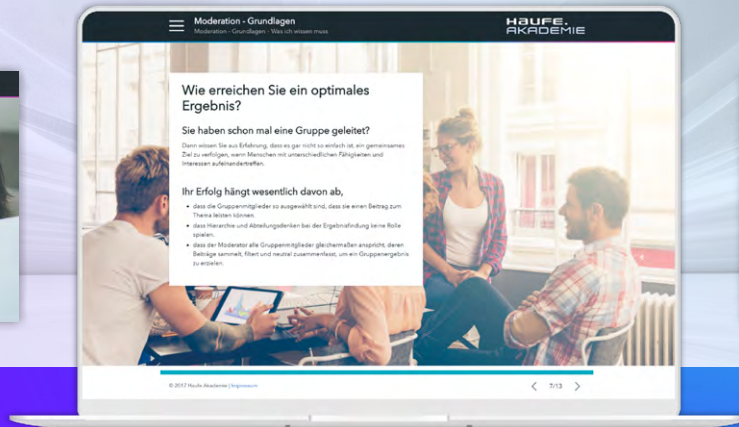 Moderation - Grundlagen
Moderation - Grundlagen - Was ich wissen muss
HAUFE.
AKADEMIE
Wie erreichen Sie ein optimales
Ergebnis?
Sie haben schon mal eine Gruppe geleitet?
Dann wissen Sie aus Erfahrung, dass es gar nicht so einfach ist, ein gemeinsames
Ziel zu verfolgen, wenn Menschen mit unterschiedlichen Fähigkeiten und
Interessen aufeinandertreffen.
Ihr Erfolg hängt wesentlich davon ab,
• dass die Gruppenmitglieder so ausgewählt sind, dass sie einen Beitrag zum
Thema leisten können.
• dass Hierarchie und Abteilungsdenken bei der Ergebnisfindung keine Rolle
spielen.
• dass der Moderator alle Gruppenmitglieder gleichermaßen anspricht, deren
Beiträge sammelt, filtert und neutral zusammenfasst, um ein Gruppenergebnis
zu erzielen.
© 2017 Haufe Akademie | Impressum
7/13